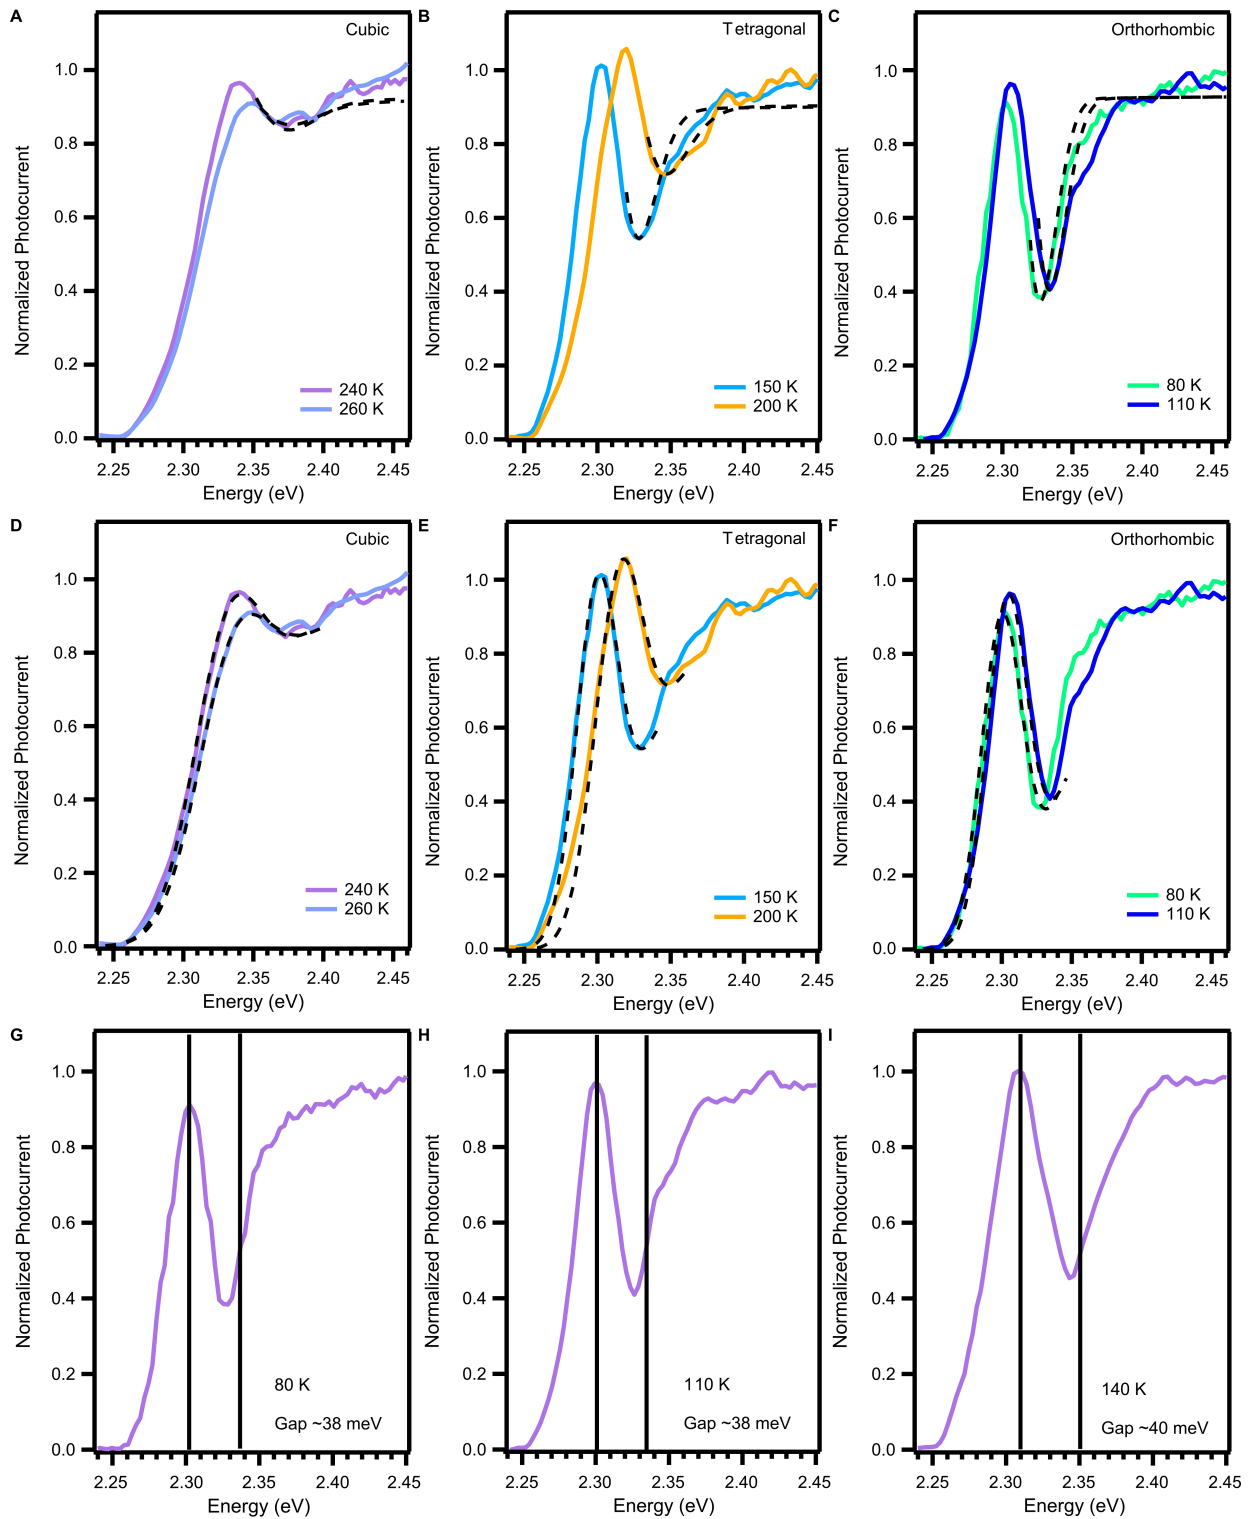 A
Cubic
Normalized Photocurrent
1.0
0.8
0.6
0.4
0.2
0.0
240 K
260 K
2.25
2.30
2.35
2.40
2.45
Energy (eV)
B
Tetragonal
Normalized Photocurrent
1.0
0.8
0.6
0.4
0.2
0.0
150 K
200 K
2.25
2.30
2.35
2.40
2.45
Energy (eV)
C
Orthorhombic
Normalized Photocurrent
1.0
0.8
0.6
0.4
0.2
0.0
80 K
110 K
2.25
2.30
2.35
2.40
2.45
Energy (eV)
D
Cubic
Normalized Photocurrent
1.0
0.8
0.6
0.4
0.2
0.0
240 K
260 K
2.25
2.30
2.35
2.40
2.45
Energy (eV)
E
Tetragonal
Normalized Photocurrent
1.0
0.8
0.6
0.4
0.2
0.0
150 K
200 K
2.25
2.30
2.35
2.40
2.45
Energy (eV)
F
Orthorhombic
Normalized Photocurrent
1.0
0.8
0.6
0.4
0.2
0.0
80 K
110 K
2.25
2.30
2.35
2.40
2.45
Energy (eV)
G
Normalized Photocurrent
1.0
0.8
0.6
0.4
0.2
0.0
80 K
Gap ~38 meV
2.25
2.30
2.35
2.40
2.45
Energy (eV)
H
Normalized Photocurrent
1.0
0.8
0.6
0.4
0.2
0.0
110 K
Gap ~38 meV
2.25
2.30
2.35
2.40
2.45
Energy (eV)
I
Normalized Photocurrent
1.0
0.8
0.6
0.4
0.2
0.0
140 K
Gap ~40 meV
2.25
2.30
2.35
2.40
2.45
Energy (eV)